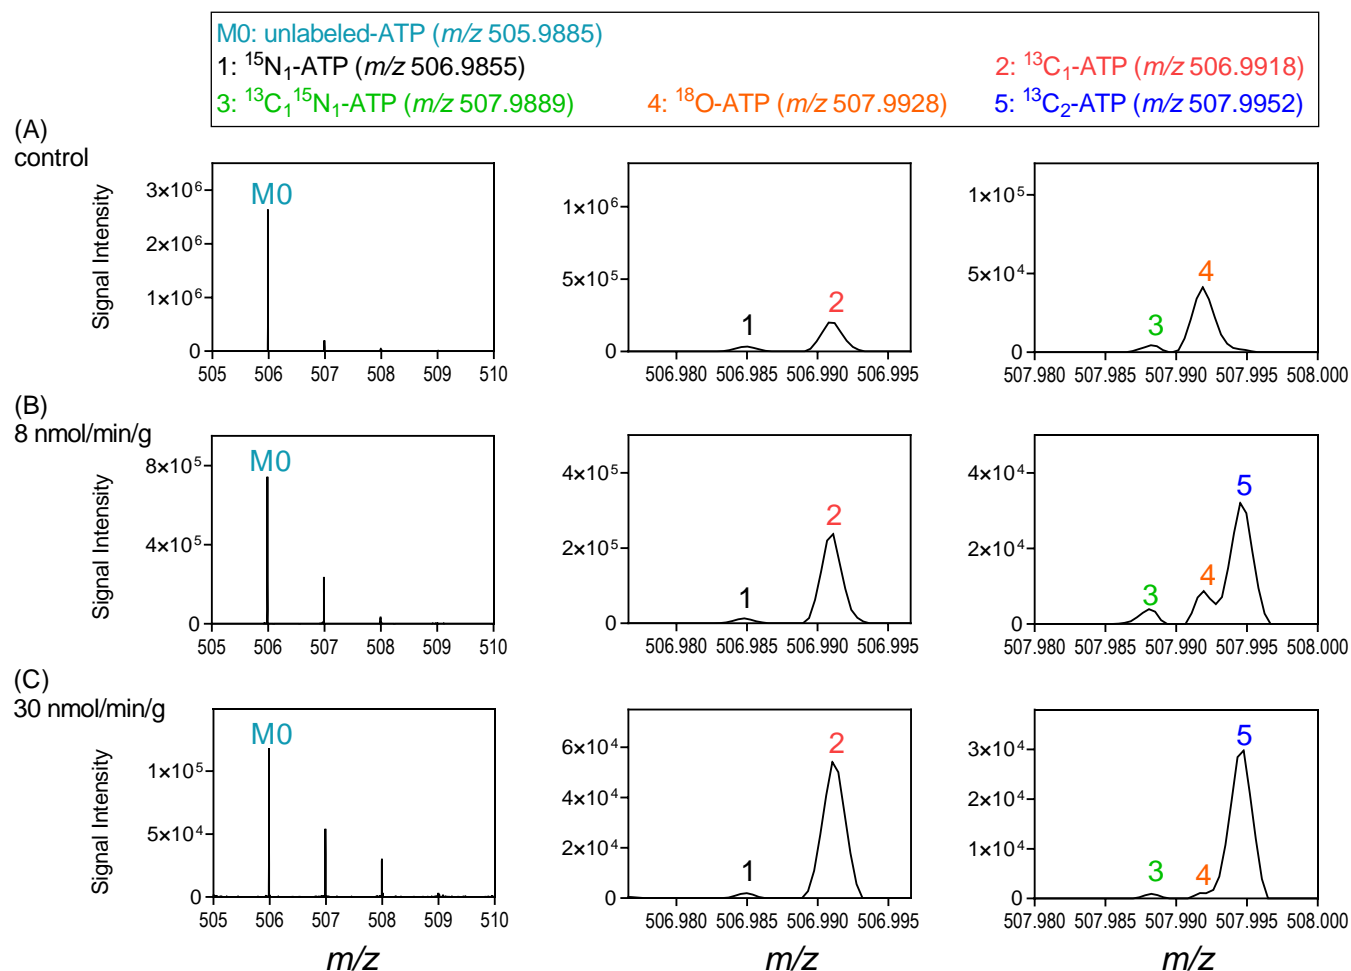 M0: unlabeled-ATP (m/z 505.9885)
1: ¹⁵N₁-ATP (m/z 506.9855) 2: ¹³C₁-ATP (m/z 506.9918)
3: ¹³C₁¹⁵N₁-ATP (m/z 507.9889) 4: ¹⁸O-ATP (m/z 507.9928) 5: ¹³C₂-ATP (m/z 507.9952)
(A)
control
Signal Intensity
3×10⁶
2×10⁶
1×10⁶
0
M0
505 506 507 508 509 510
1×10⁶
5×10⁵
0
1 2
506.980 506.985 506.990 506.995
1×10⁵
5×10⁴
0
3 4
507.980 507.985 507.990 507.995 508.000
(B)
8 nmol/min/g
Signal Intensity
8×10⁵
4×10⁵
0
M0
505 506 507 508 509 510
4×10⁵
2×10⁵
0
1 2
506.980 506.985 506.990 506.995
4×10⁴
2×10⁴
0
3 4 5
507.980 507.985 507.990 507.995 508.000
(C)
30 nmol/min/g
Signal Intensity
1×10⁵
5×10⁴
0
M0
505 506 507 508 509 510
m/z
6×10⁴
4×10⁴
2×10⁴
0
1 2
506.980 506.985 506.990 506.995
m/z
3×10⁴
2×10⁴
1×10⁴
0
3 4 5
507.980 507.985 507.990 507.995 508.000
m/z